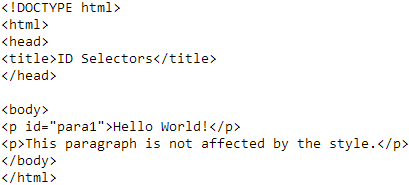 <!DOCTYPE html>
<html>
<head>
<title>ID Selectors</title>
</head>

<body>
<p id="para1">Hello World!</p>
<p>This paragraph is not affected by the style.</p>
</body>
</html>